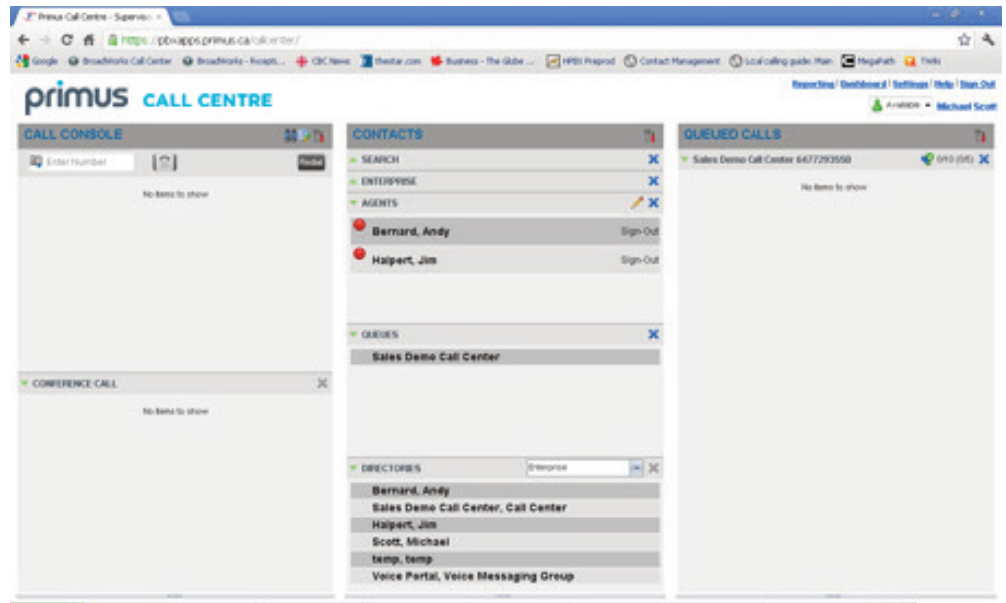 Primus Call Centre - Superviso
https://pbxapps.primus.ca/callcenter/
Google BroadWorks Call Center BroadWorks - Recept... CBC News thestar.com Business - The Globe ... HPBX Preprod Contact Management Local calling guide: Main MegaPath
Reporting | Dashboard | Settings | Help | Sign Out
primus CALL CENTRE
Available Michael Scott
CALL CONSOLE
Enter Number
Redial
No items to show
CONFERENCE CALL
No items to show
CONTACTS
SEARCH
ENTERPRISE
AGENTS
Bernard, Andy Sign-Out
Halpert, Jim Sign-Out
QUEUES
Sales Demo Call Center
DIRECTORIES Enterprise
Bernard, Andy
Sales Demo Call Center, Call Center
Halpert, Jim
Scott, Michael
temp, temp
Voice Portal, Voice Messaging Group
QUEUED CALLS
Sales Demo Call Center 6477293550
No items to show